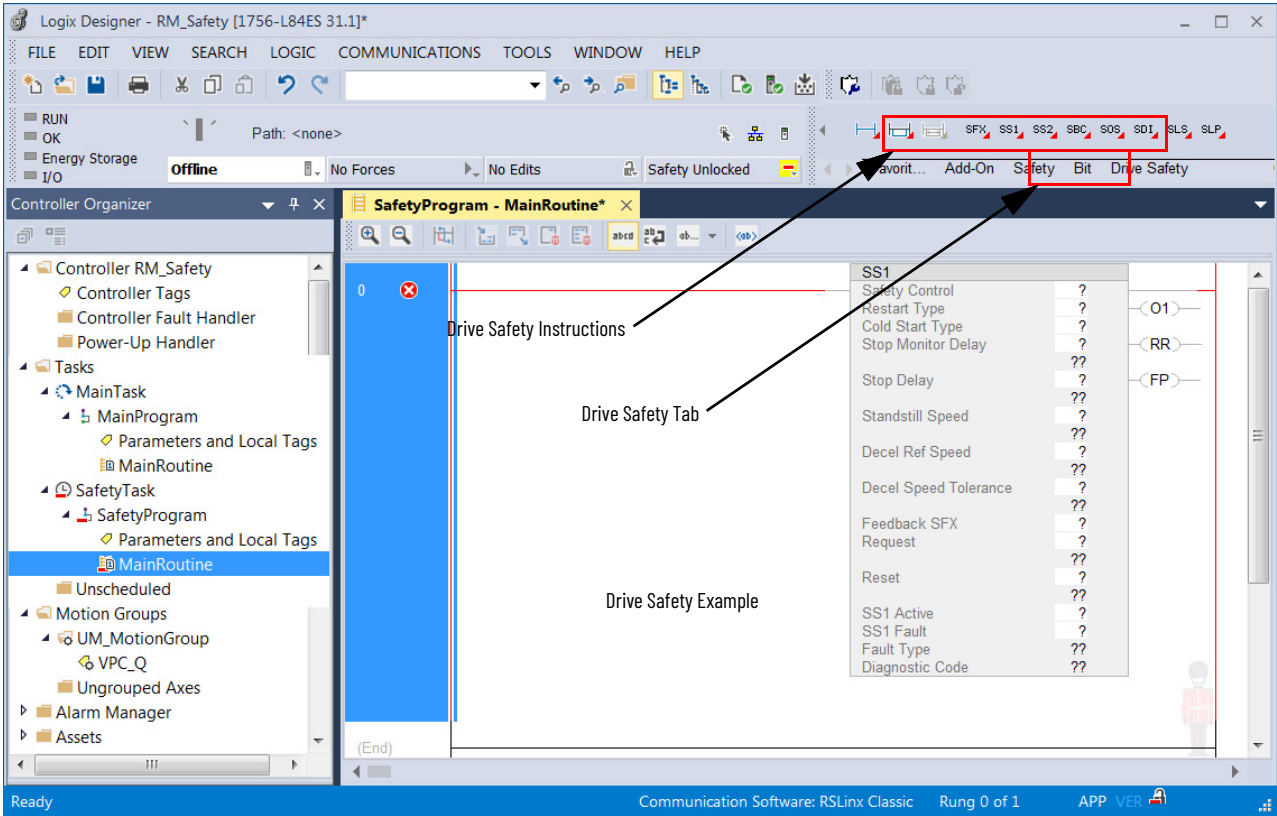 Logix Designer - RM_Safety [1756-L84ES 31.1]*
FILE EDIT VIEW SEARCH LOGIC COMMUNICATIONS TOOLS WINDOW HELP
RUN
OK
Energy Storage
I/O
Path: <none>
Offline
No Forces
No Edits
Safety Unlocked
SFX SS1 SS2 SBC SOS SDI SLS SLP
Favorit... Add-On Safety Bit Drive Safety
Controller Organizer
SafetyProgram - MainRoutine*
abcd ab ab... <ab>
Controller RM_Safety
Controller Tags
Controller Fault Handler
Power-Up Handler
Tasks
MainTask
MainProgram
Parameters and Local Tags
MainRoutine
SafetyTask
SafetyProgram
Parameters and Local Tags
MainRoutine
Unscheduled
Motion Groups
UM_MotionGroup
VPC_Q
Ungrouped Axes
Alarm Manager
Assets
0
SS1
Safety Control ?
Restart Type ?
Cold Start Type ?
Stop Monitor Delay ?
??
Stop Delay ?
??
Standstill Speed ?
??
Decel Ref Speed ?
??
Decel Speed Tolerance ?
??
Feedback SFX ?
Request ?
??
Reset ?
??
SS1 Active ?
SS1 Fault ?
Fault Type ??
Diagnostic Code ??
O1
RR
FP
Drive Safety Instructions
Drive Safety Tab
Drive Safety Example
(End)
Ready
Communication Software: RSLinx Classic
Rung 0 of 1
APP VER